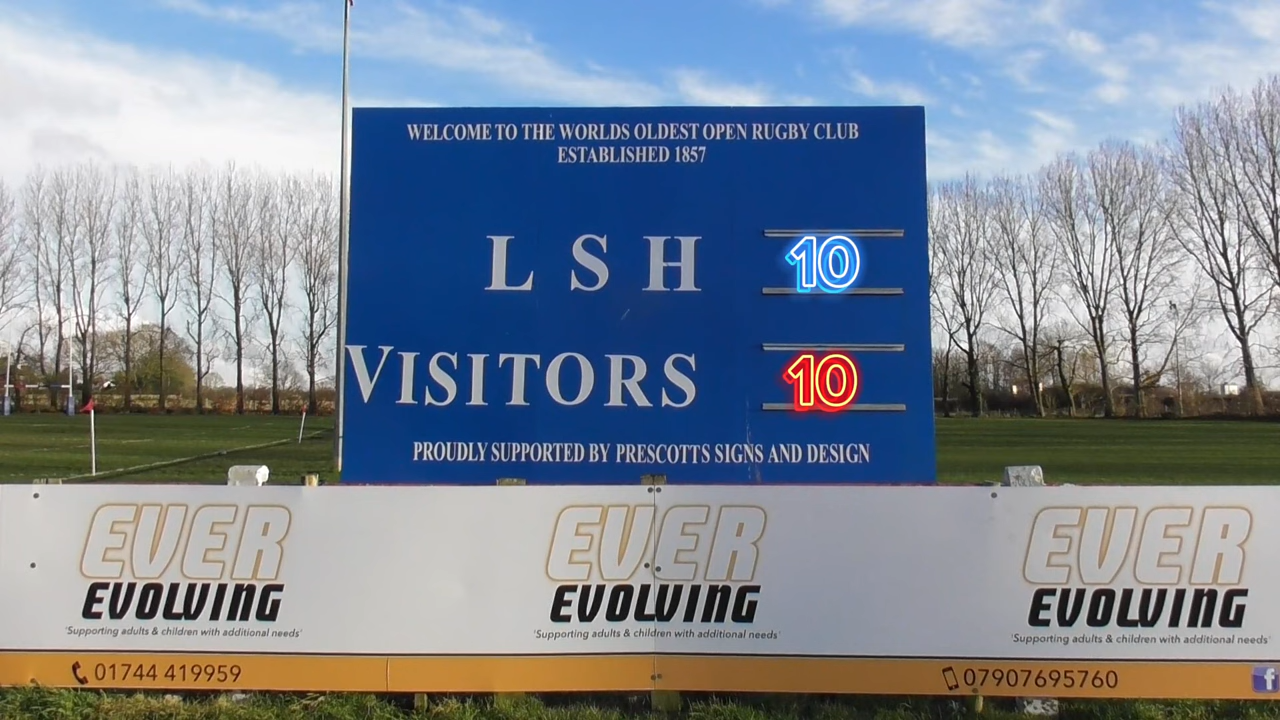 WELCOME TO THE WORLDS OLDEST OPEN RUGBY CLUB
ESTABLISHED 1857
L S H 10
VISITORS 10
PROUDLY SUPPORTED BY PRESCOTTS SIGNS AND DESIGN
EVER EVER EVER
EVOLVING EVOLVING EVOLVING
'Supporting adults & children with additional needs' 'Supporting adults & children with additional needs' 'Supporting adults & children with additional needs'
01744 419959 07907695760 f